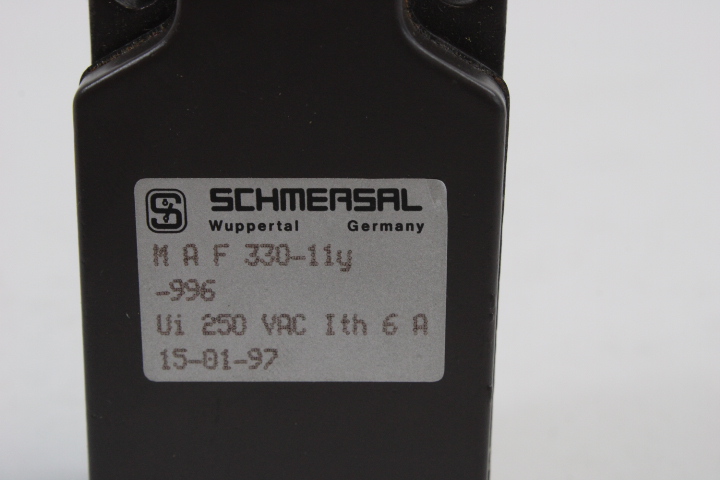 S SCHMERSAL
Wuppertal Germany
M A F 330-11y
-996
Ui 250 VAC Ith 6 A
15-01-97